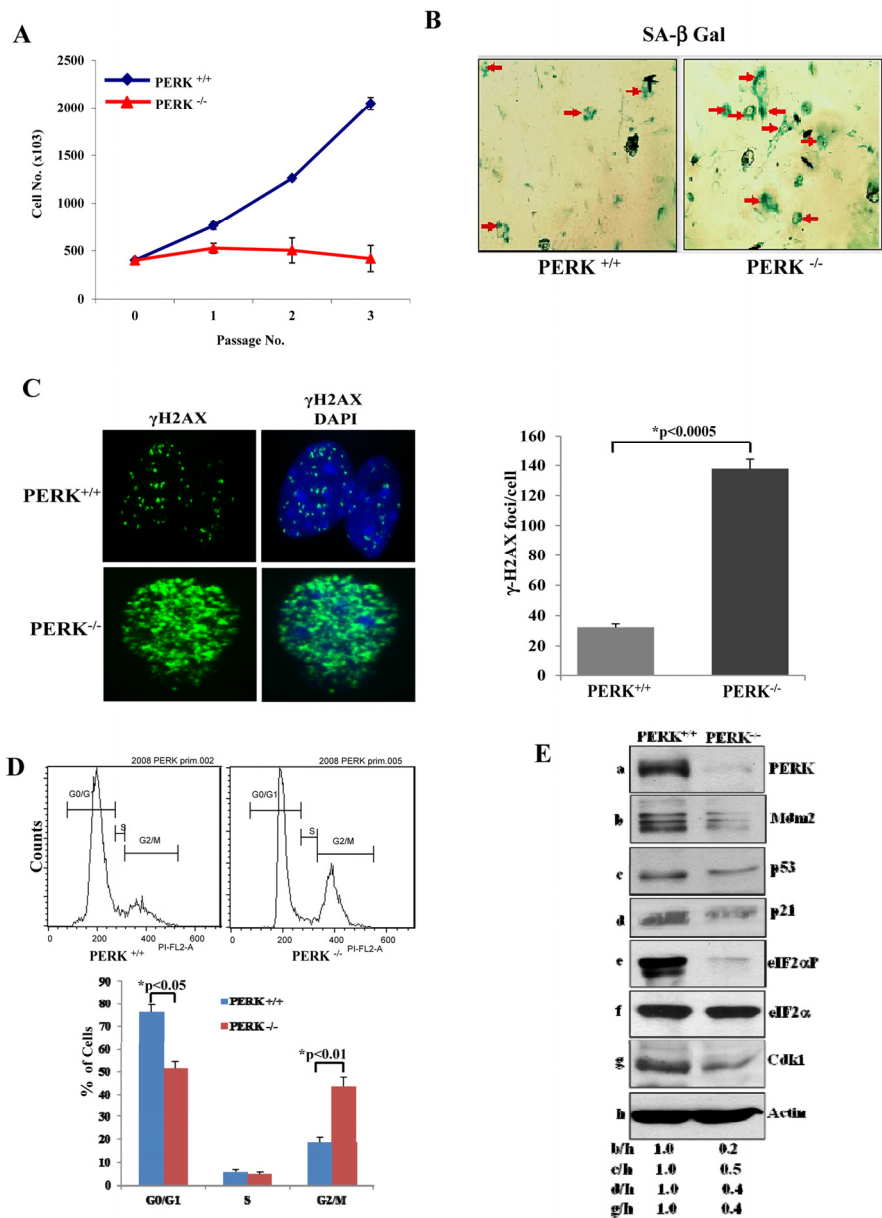 A
PERK +/+
PERK -/-
2500
2000
1500
1000
500
0
Cell No. (x103)
0 1 2 3
Passage No.
B
SA-β Gal
PERK +/+ PERK -/-
C
γH2AX γH2AX DAPI
PERK+/+
PERK-/-
*p<0.0005
160
140
120
100
80
60
40
20
0
γ-H2AX foci/cell
PERK+/+ PERK-/-
D
2008 PERK prim.002
G0/G1
S
G2/M
Counts
0 200 400 600
PI-FL2-A
PERK +/+
2008 PERK prim.005
G0/G1
S
G2/M
0 200 400 600
PI-FL2-A
PERK -/-
*p<0.05
PERK+/+
PERK-/-
*p<0.01
90
80
70
60
50
40
30
20
10
0
% of Cells
G0/G1 S G2/M
E
PERK+/+ PERK-/-
a PERK
b Mdm2
c p53
d p21
e eIF2αP
f eIF2α
g Cdk1
h Actin
b/h 1.0 0.2
c/h 1.0 0.5
d/h 1.0 0.4
g/h 1.0 0.4